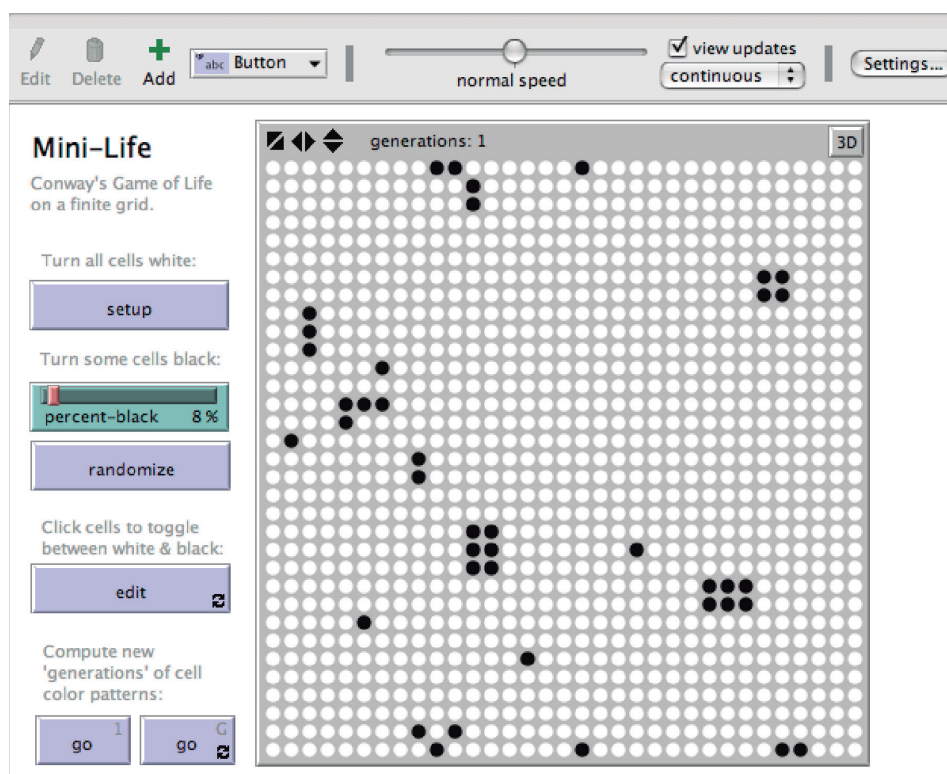 Edit Delete Add abc Button normal speed view updates continuous Settings...
Mini-Life
generations: 1 3D
Conway's Game of Life
on a finite grid.
Turn all cells white:
setup
Turn some cells black:
percent-black 8 %
randomize
Click cells to toggle
between white & black:
edit
Compute new
'generations' of cell
color patterns:
1 G
go go